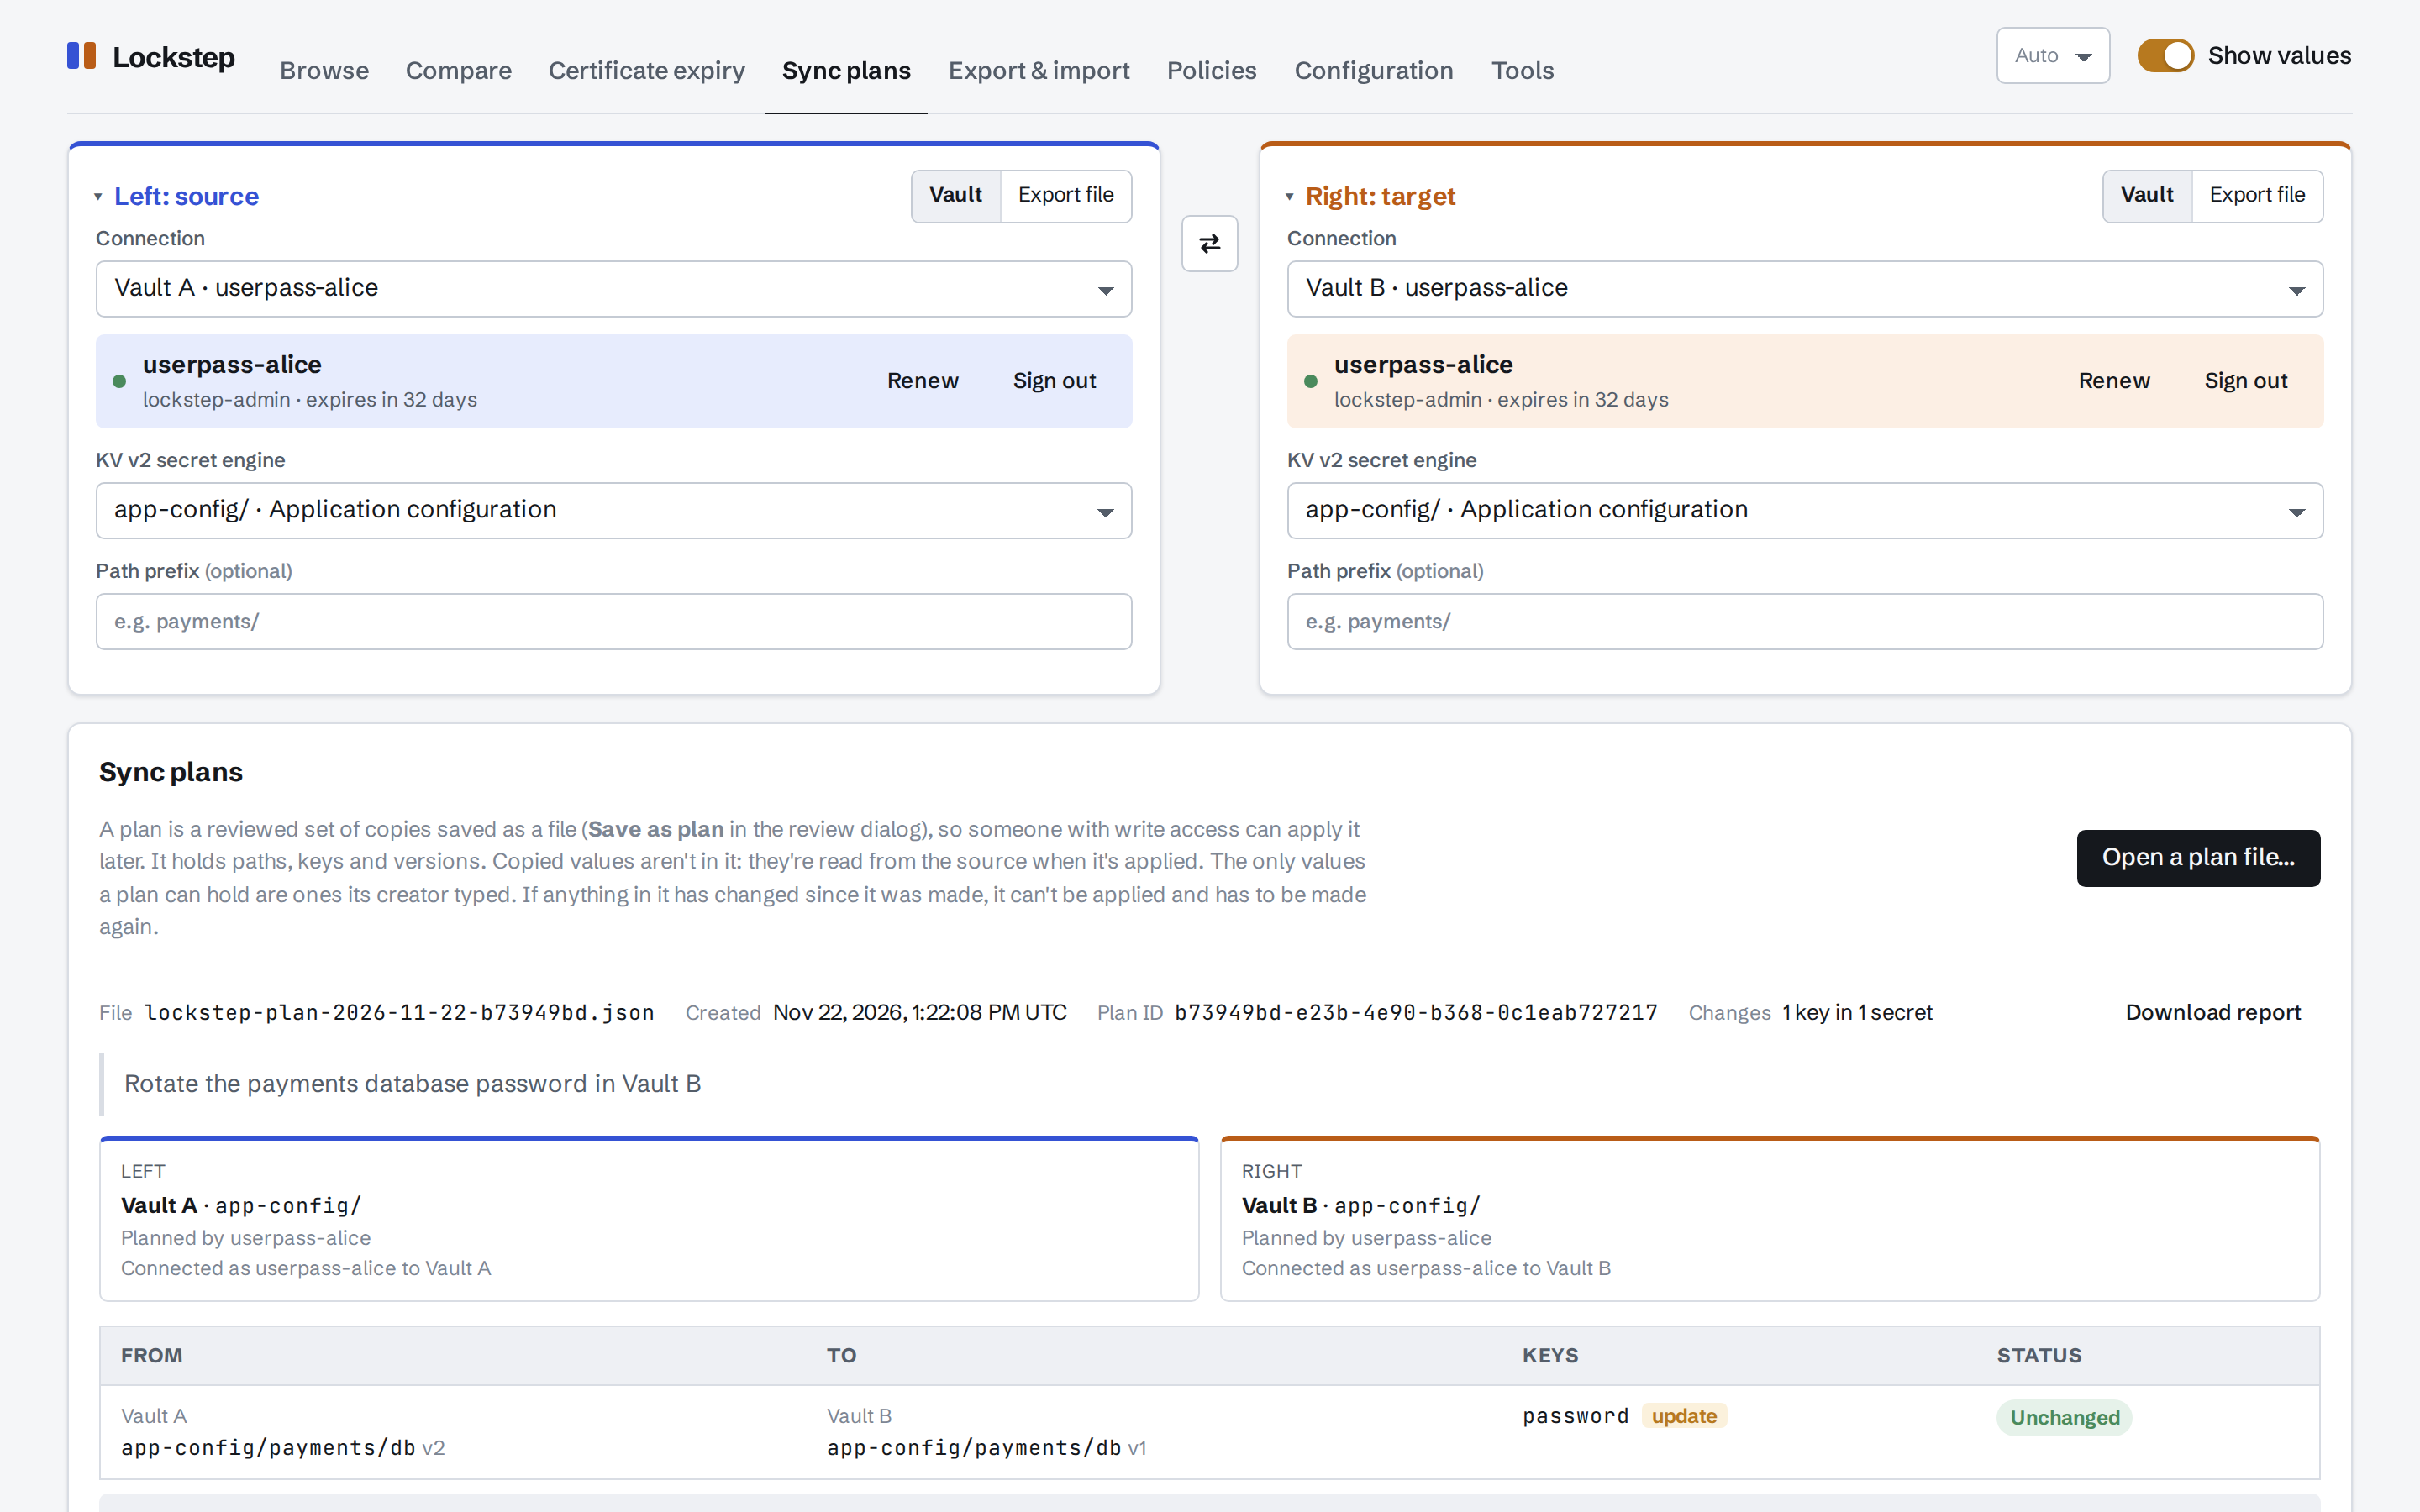 Lockstep
Browse
Compare
Certificate expiry
Sync plans
Export & import
Policies
Configuration
Tools
Auto
Show values
Left: source
Vault
Export file
Connection
Vault A · userpass-alice
userpass-alice
lockstep-admin · expires in 32 days
Renew
Sign out
KV v2 secret engine
app-config/ · Application configuration
Path prefix (optional)
e.g. payments/
Right: target
Vault
Export file
Connection
Vault B · userpass-alice
userpass-alice
lockstep-admin · expires in 32 days
Renew
Sign out
KV v2 secret engine
app-config/ · Application configuration
Path prefix (optional)
e.g. payments/
Sync plans
A plan is a reviewed set of copies saved as a file (Save as plan in the review dialog), so someone with write access can apply it
later. It holds paths, keys and versions. Copied values aren't in it: they're read from the source when it's applied. The only values
a plan can hold are ones its creator typed. If anything in it has changed since it was made, it can't be applied and has to be made
again.
Open a plan file...
File lockstep-plan-2026-11-22-b73949bd.json Created Nov 22, 2026, 1:22:08 PM UTC Plan ID b73949bd-e23b-4e90-b368-0c1eab727217 Changes 1 key in 1 secret
Download report
Rotate the payments database password in Vault B
LEFT
Vault A · app-config/
Planned by userpass-alice
Connected as userpass-alice to Vault A
RIGHT
Vault B · app-config/
Planned by userpass-alice
Connected as userpass-alice to Vault B
FROM TO KEYS STATUS
Vault A
app-config/payments/db v2
Vault B
app-config/payments/db v1
password update
Unchanged